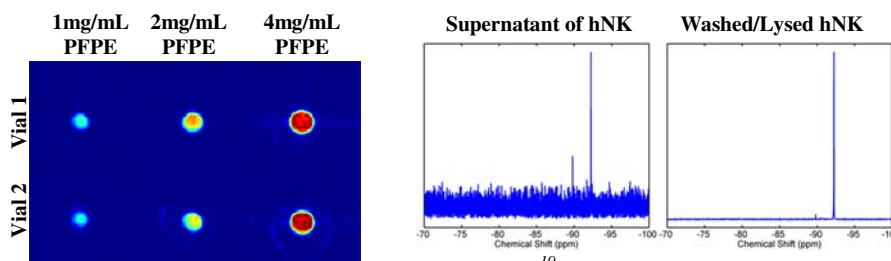 1mg/mL 2mg/mL 4mg/mL
PFPE PFPE PFPE
Vial 1
Vial 2
Supernatant of hNK
-70 -75 -80 -85 -90 -95 -100
Chemical Shift (ppm)
Washed/Lysed hNK
-70 -75 -80 -85 -90 -95 -100
Chemical Shift (ppm)
19